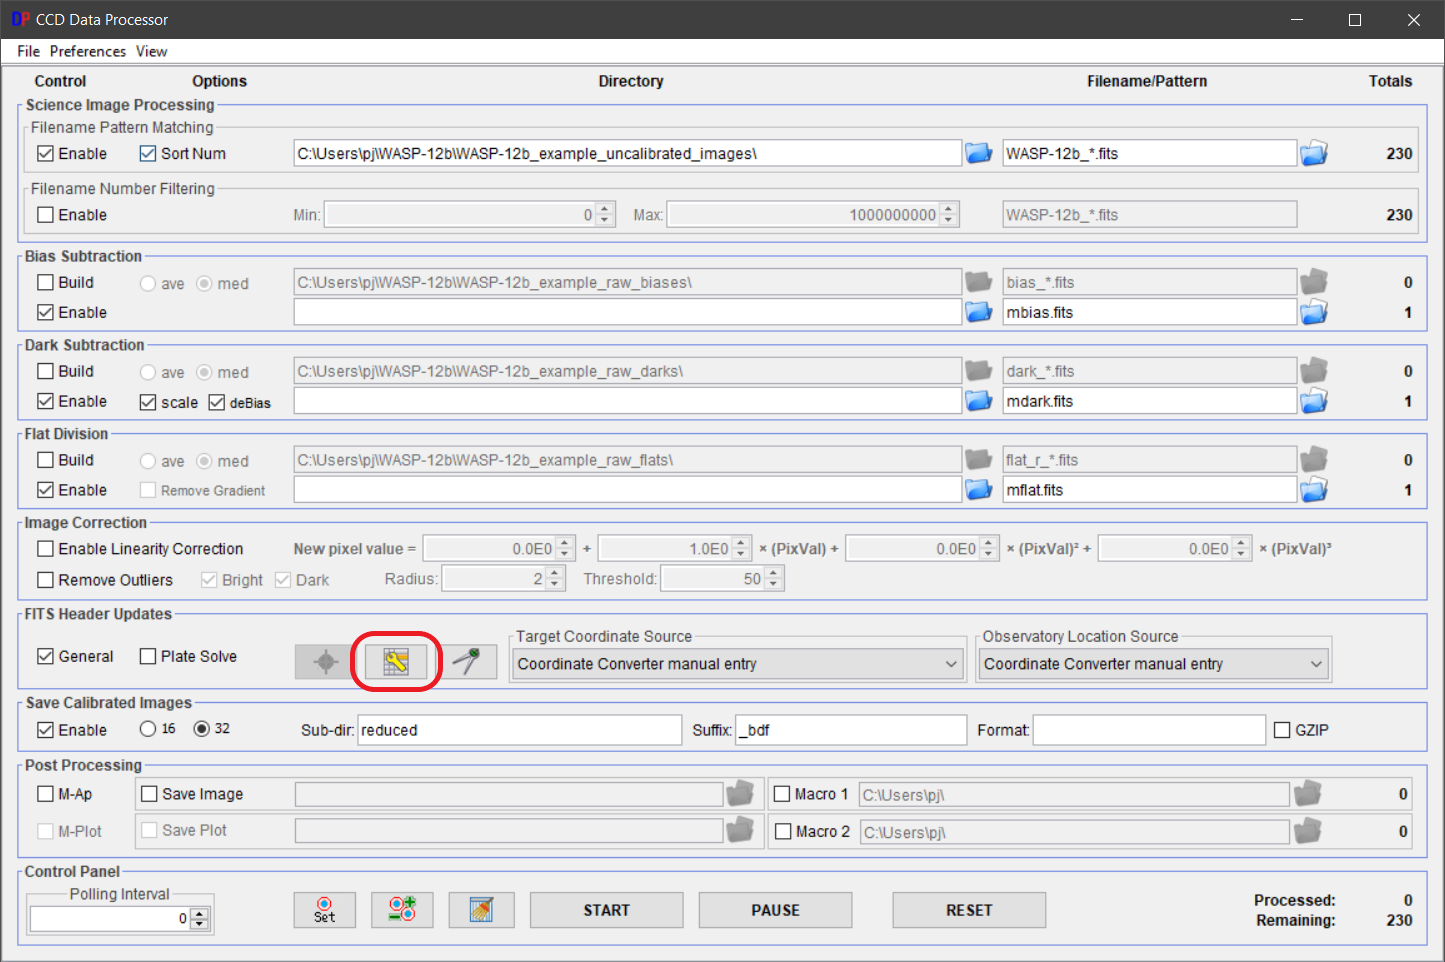 DP CCD Data Processor
File Preferences View
Control Options Directory Filename/Pattern Totals
Science Image Processing
Filename Pattern Matching
Enable Sort Num C:\Users\pj\WASP-12b\WASP-12b_example_uncalibrated_images\ WASP-12b_*.fits 230
Filename Number Filtering
Enable Min: 0 Max: 1000000000 WASP-12b_*.fits 230
Bias Subtraction
Build ave med C:\Users\pj\WASP-12b\WASP-12b_example_raw_biases\ bias_*.fits 0
Enable mbias.fits 1
Dark Subtraction
Build ave med C:\Users\pj\WASP-12b\WASP-12b_example_raw_darks\ dark_*.fits 0
Enable scale deBias mdark.fits 1
Flat Division
Build ave med C:\Users\pj\WASP-12b\WASP-12b_example_raw_flats\ flat_r_*.fits 0
Enable Remove Gradient mflat.fits 1
Image Correction
Enable Linearity Correction New pixel value = 0.0E0 + 1.0E0 × (PixVal) + 0.0E0 × (PixVal)² + 0.0E0 × (PixVal)³
Remove Outliers Bright Dark Radius: 2 Threshold: 50
FITS Header Updates
Target Coordinate Source Observatory Location Source
General Plate Solve Coordinate Converter manual entry Coordinate Converter manual entry
Save Calibrated Images
Enable 16 32 Sub-dir: reduced Suffix: _bdf Format: GZIP
Post Processing
M-Ap Save Image Macro 1 C:\Users\pj\ 0
M-Plot Save Plot Macro 2 C:\Users\pj\ 0
Control Panel
Polling Interval
0 Set START PAUSE RESET
Processed: 0
Remaining: 230